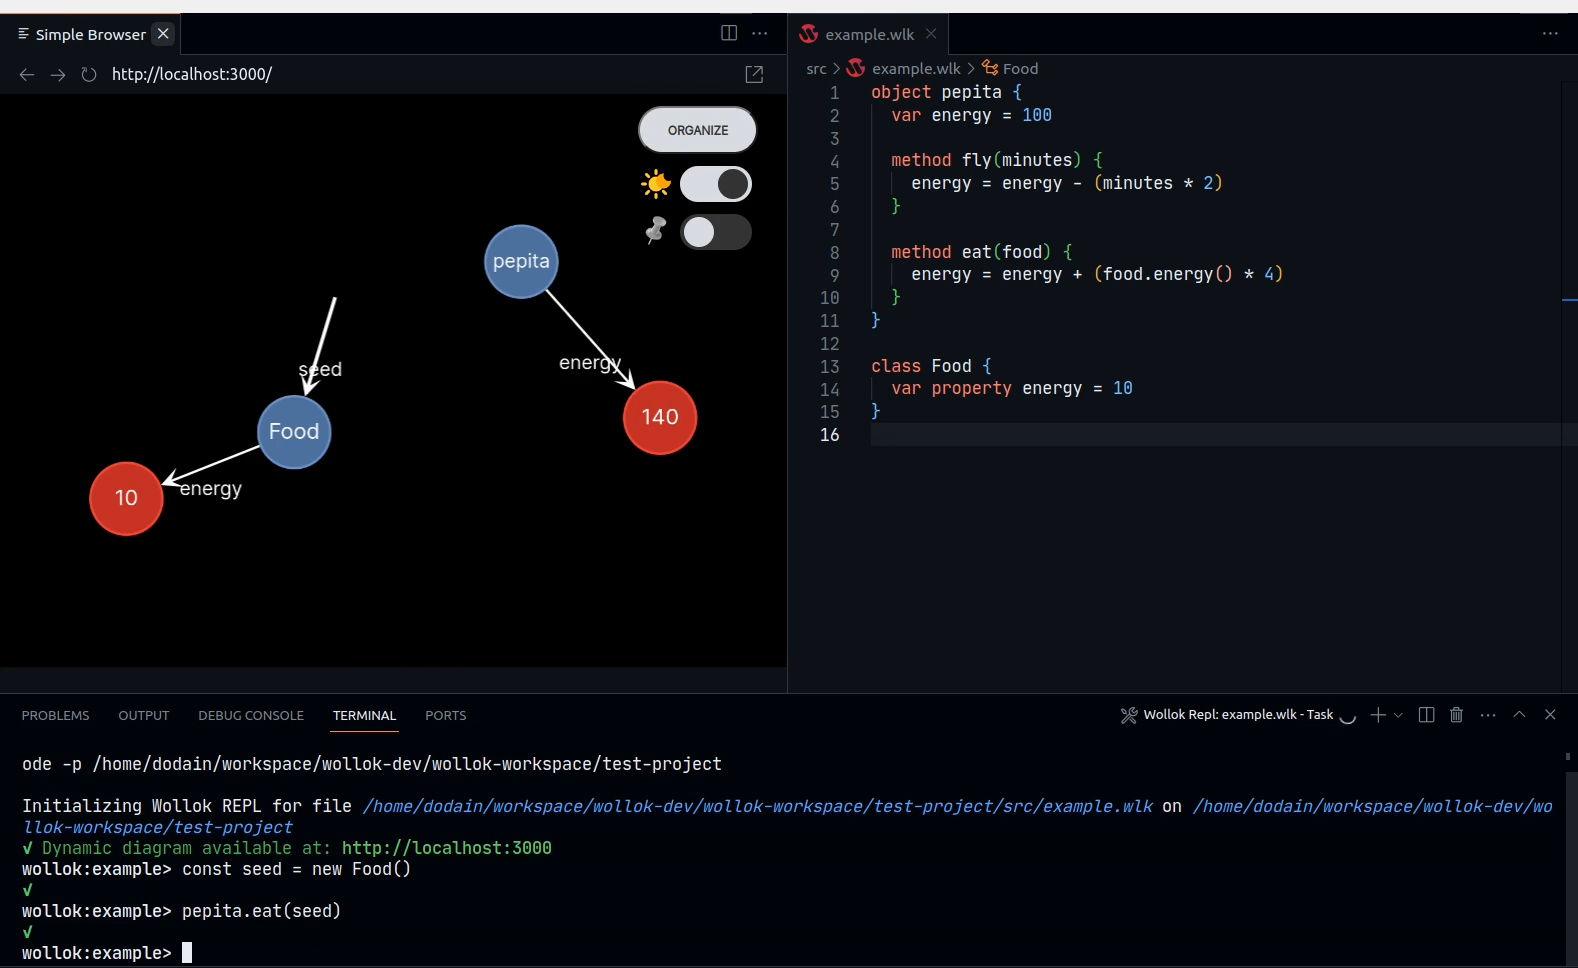 Simple Browser
http://localhost:3000/
ORGANIZE
pepita
energy
140
seed
Food
energy
10
example.wlk
src > example.wlk > Food
1 object pepita {
2 var energy = 100
3
4 method fly(minutes) {
5 energy = energy - (minutes * 2)
6 }
7
8 method eat(food) {
9 energy = energy + (food.energy() * 4)
10 }
11 }
12
13 class Food {
14 var property energy = 10
15 }
16
PROBLEMS OUTPUT DEBUG CONSOLE TERMINAL PORTS
Wollok Repl: example.wlk - Task
ode -p /home/dodain/workspace/wollok-dev/wollok-workspace/test-project
Initializing Wollok REPL for file /home/dodain/workspace/wollok-dev/wollok-workspace/test-project/src/example.wlk on /home/dodain/workspace/wollok-dev/wo
llok-workspace/test-project
✓ Dynamic diagram available at: http://localhost:3000
wollok:example> const seed = new Food()
✓
wollok:example> pepita.eat(seed)
✓
wollok:example>